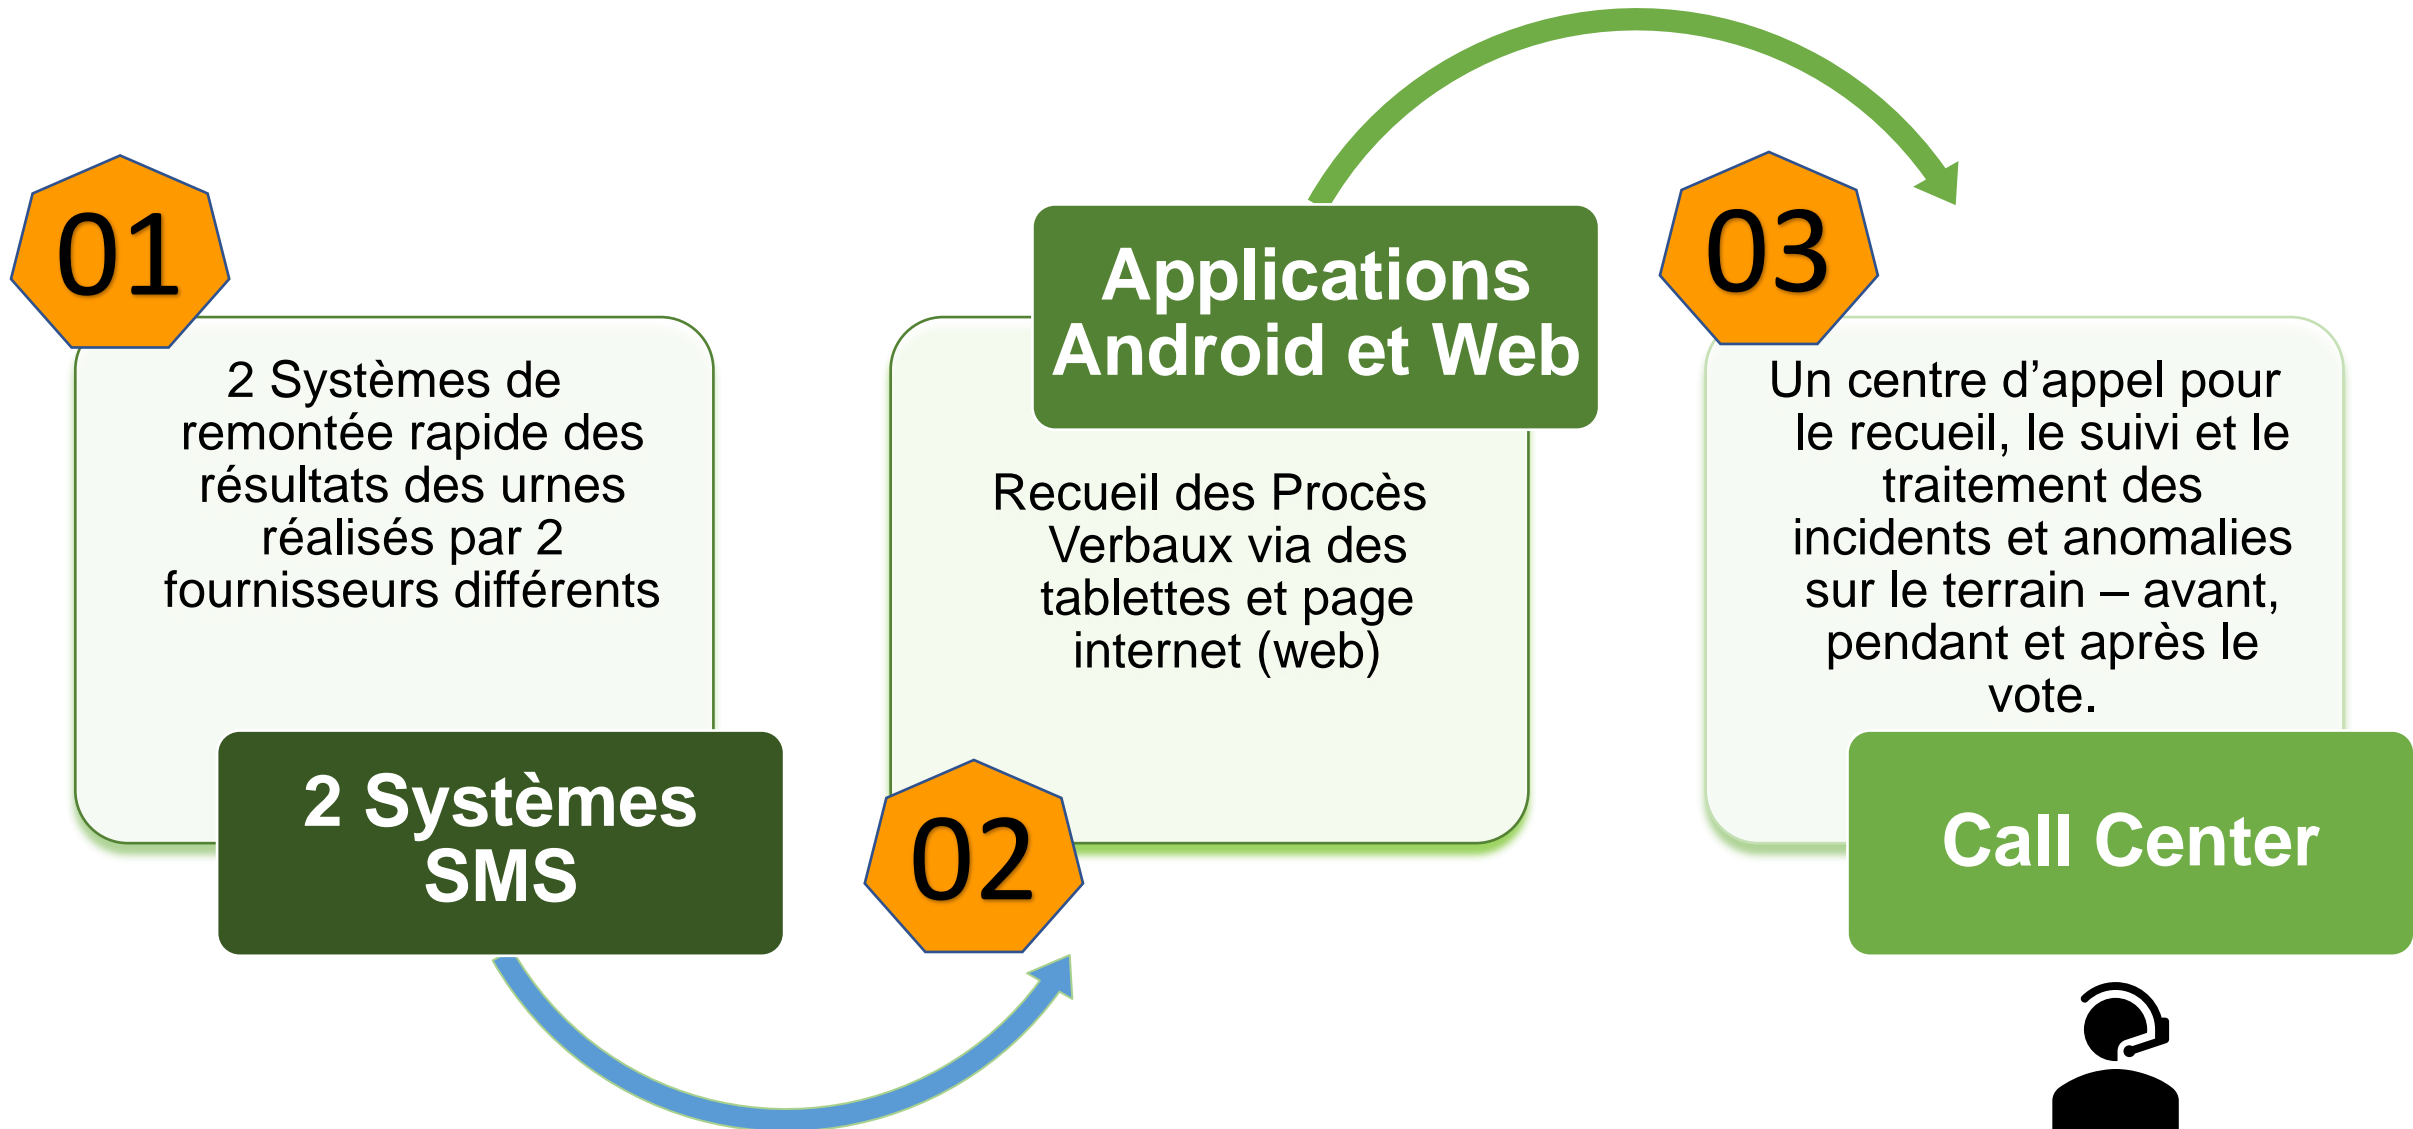 01
2 Systèmes de
remontée rapide des
résultats des urnes
réalisés par 2
fournisseurs différents
2 Systèmes
SMS
02
Applications
Android et Web
Recueil des Procès
Verbaux via des
tablettes et page
internet (web)
03
Un centre d’appel pour
le recueil, le suivi et le
traitement des
incidents et anomalies
sur le terrain – avant,
pendant et après le
vote.
Call Center